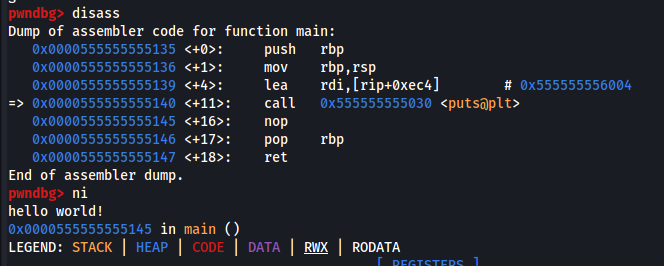 pwndbg> disass
Dump of assembler code for function main:
   0x0000555555555135 <+0>:     push   rbp
   0x0000555555555136 <+1>:     mov    rbp,rsp
   0x0000555555555139 <+4>:     lea    rdi,[rip+0xec4]        # 0x555555556004
=> 0x0000555555555140 <+11>:    call   0x555555555030 <puts@plt>
   0x0000555555555145 <+16>:    nop
   0x0000555555555146 <+17>:    pop    rbp
   0x0000555555555147 <+18>:    ret
End of assembler dump.
pwndbg> ni
hello world!
0x0000555555555145 in main ()
LEGEND: STACK | HEAP | CODE | DATA | RWX | RODATA
[ REGISTERS ]